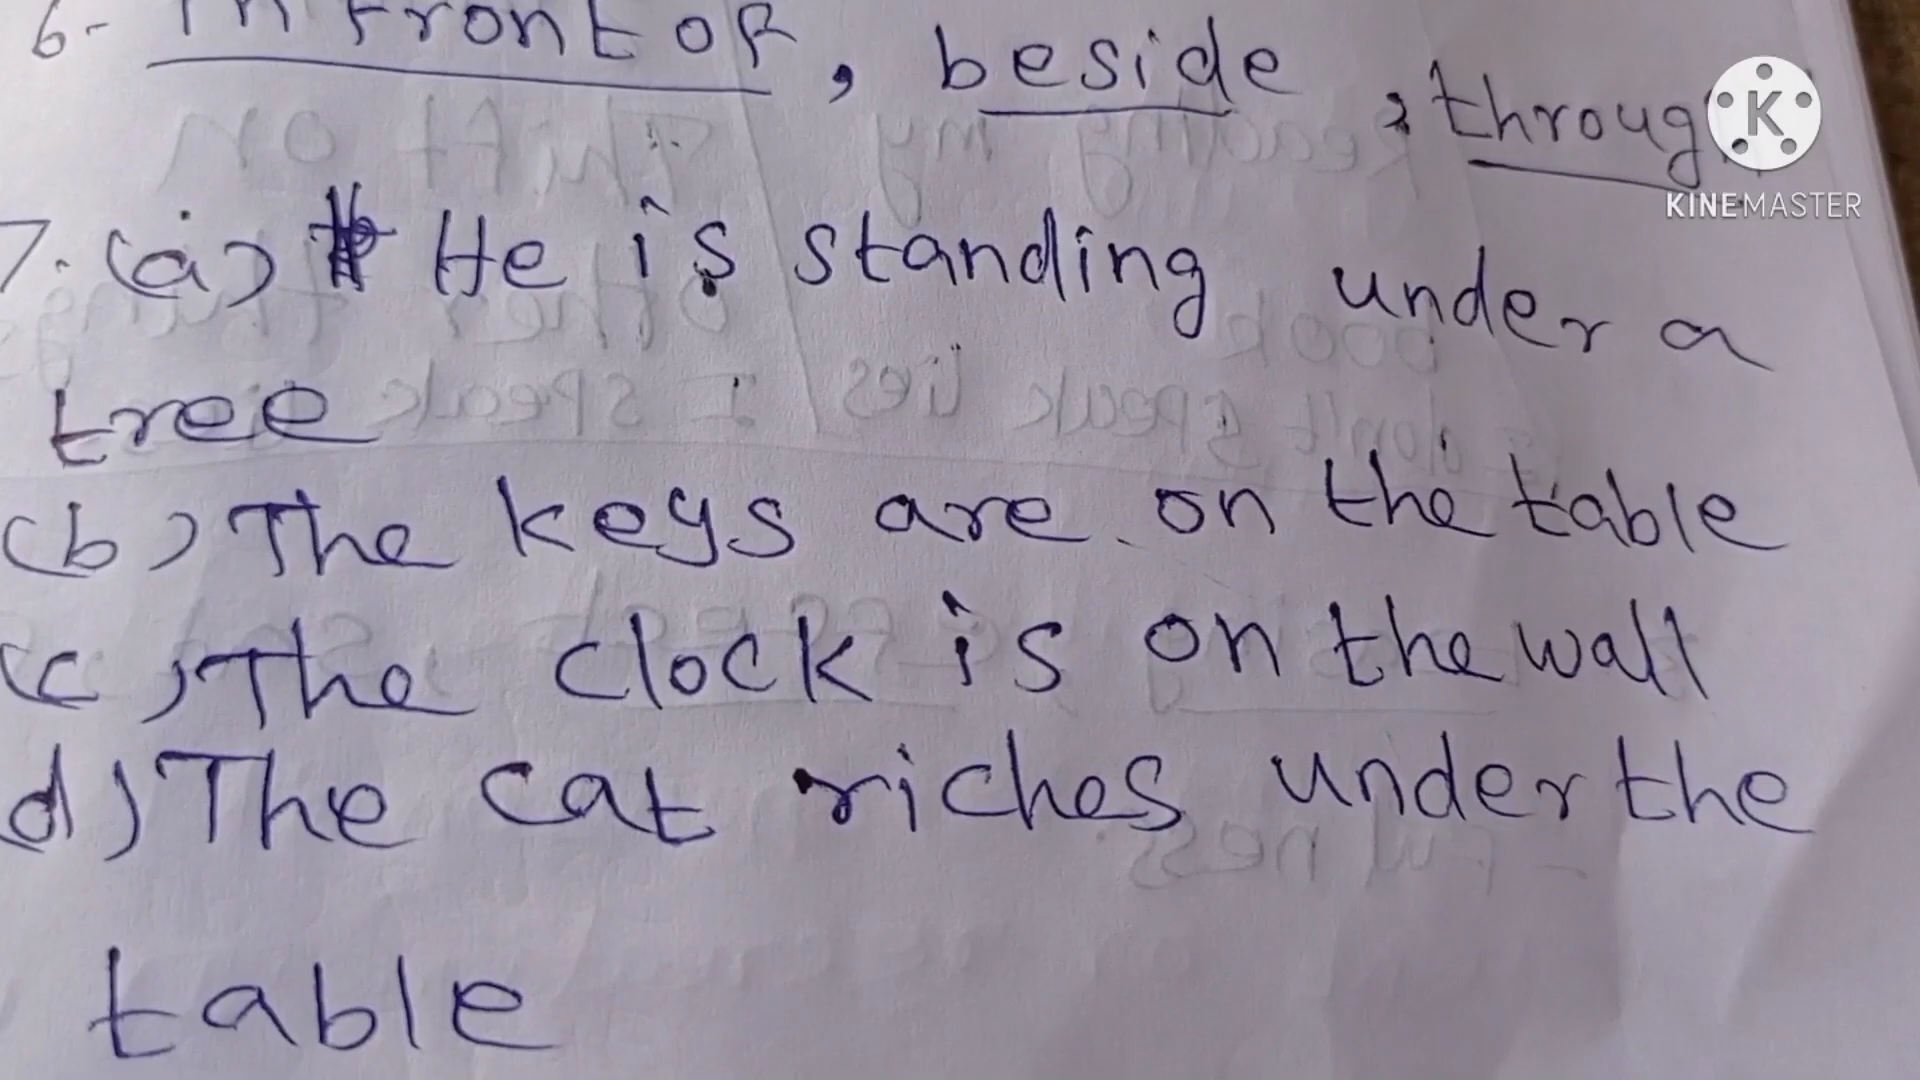 6- in front of, beside, throug
7. (a) He is standing under a
tree
(b) The keys are on the table
(c) The clock is on the wall
d) The cat riches under the
table
KINEMASTER